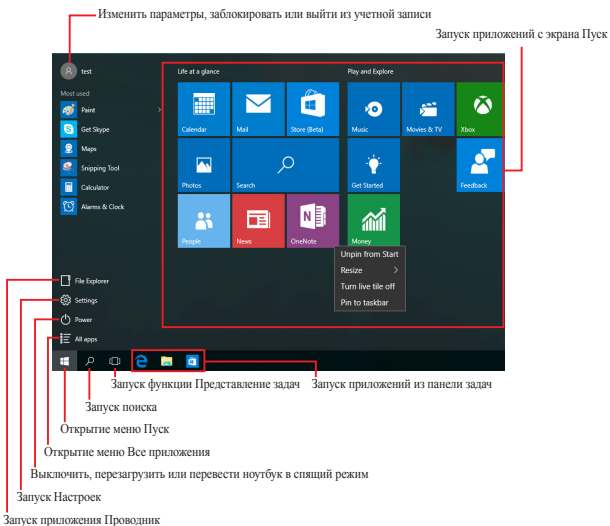 Изменить параметры, заблокировать или выйти из учетной записи
Запуск приложений с экрана Пуск
test
Life at a glance
Play and Explore
Most used
Paint
Get Skype
Maps
Snipping Tool
Calculator
Alarms & Clock
Calendar
Mail
Store (Beta)
Music
Movies & TV
Xbox
Photos
Search
Get Started
Feedback
People
News
OneNote
Money
Unpin from Start
Resize
Turn live tile off
Pin to taskbar
File Explorer
Settings
Power
All apps
Запуск функции Представление задач
Запуск приложений из панели задач
Запуск поиска
Открытие меню Пуск
Открытие меню Все приложения
Выключить, перезагрузить или перевести ноутбук в спящий режим
Запуск Настроек
Запуск приложения Проводник